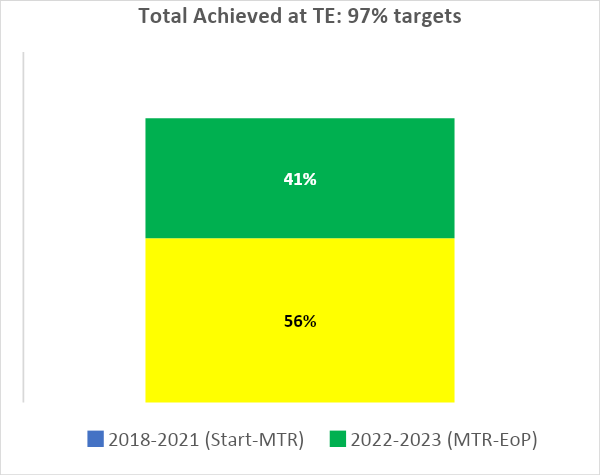 Total Achieved at TE: 97% targets
41%
56%
2018-2021 (Start-MTR) 2022-2023 (MTR-EoP)